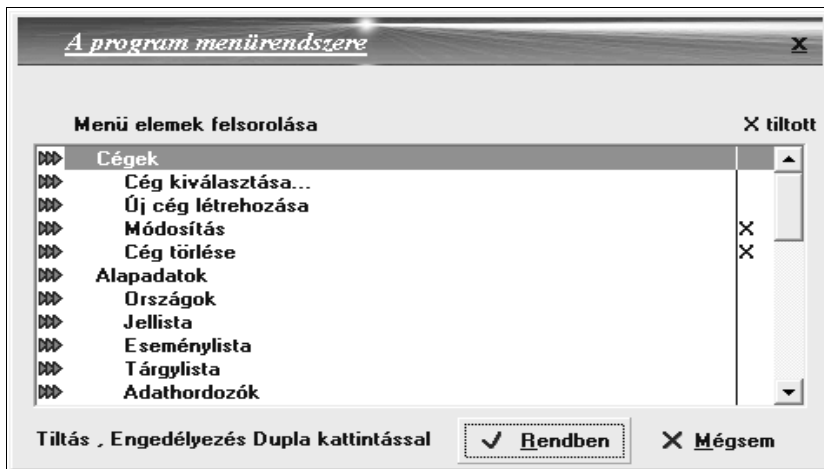 A program menürendszere x
Menü elemek felsorolása X tiltott
Cégek
Cég kiválasztása...
Új cég létrehozása
Módosítás X
Cég törlése X
Alapadatok
Országok
Jellista
Eseménylista
Tárgylista
Adathordozók
Tiltás , Engedélyezés Dupla kattintással Rendben Mégsem